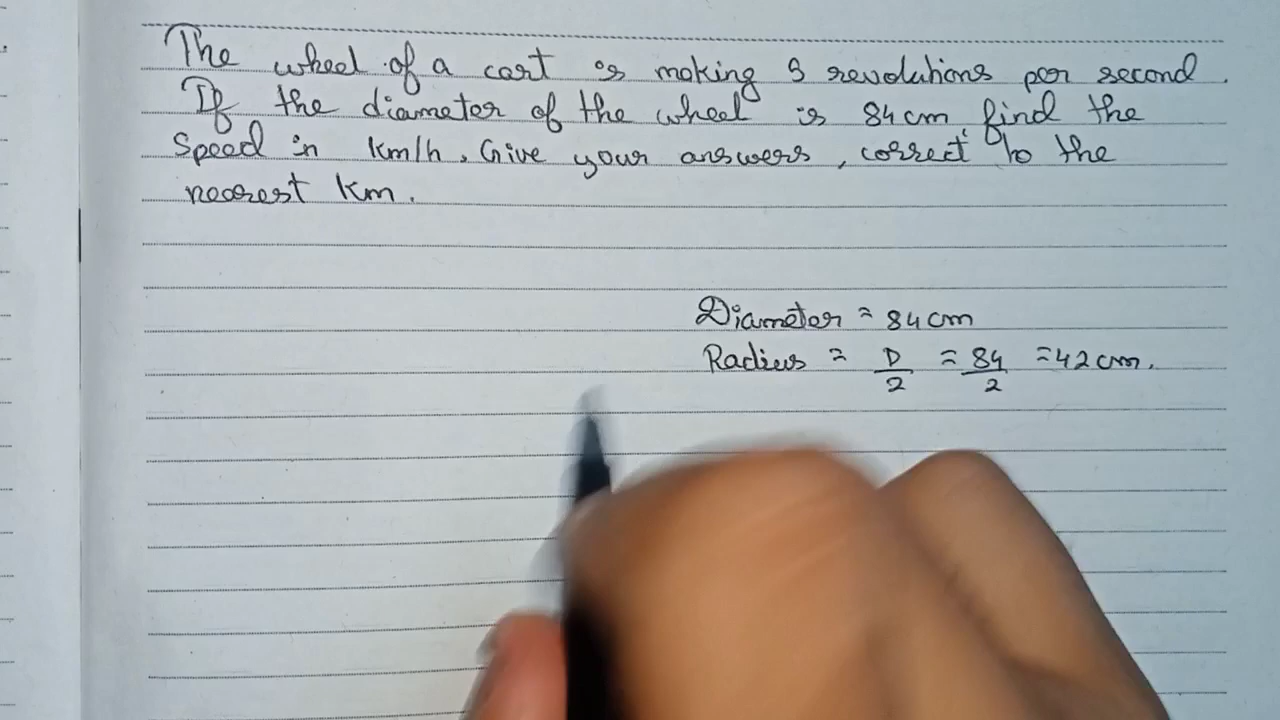 The wheel of a cart is making 5 revolutions per second.
If the diameter of the wheel is 84 cm find the
Speed in km/h. Give your answers, correct to the
nearest km.
Diameter = 84 cm
Radius = D/2 = 84/2 = 42 cm.